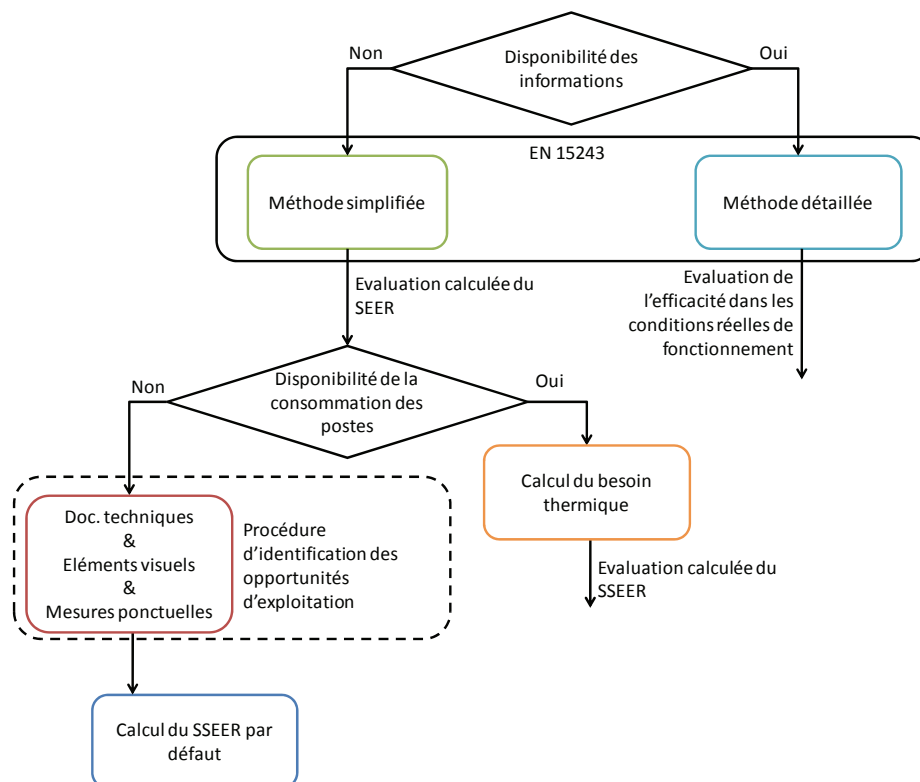 Non
Disponibilité des
informations
Oui
EN 15243
Méthode simplifiée
Méthode détaillée
Evaluation calculée du
SEER
Evaluation de
l'efficacité dans les
conditions réelles de
fonctionnement
Non
Disponibilité de la
consommation des
postes
Oui
Calcul du besoin
thermique
Doc. techniques
&
Eléments visuels
&
Mesures ponctuelles
Procédure
d'identification des
opportunités
d'exploitation
Evaluation calculée du
SSEER
Calcul du SSEER par
défaut